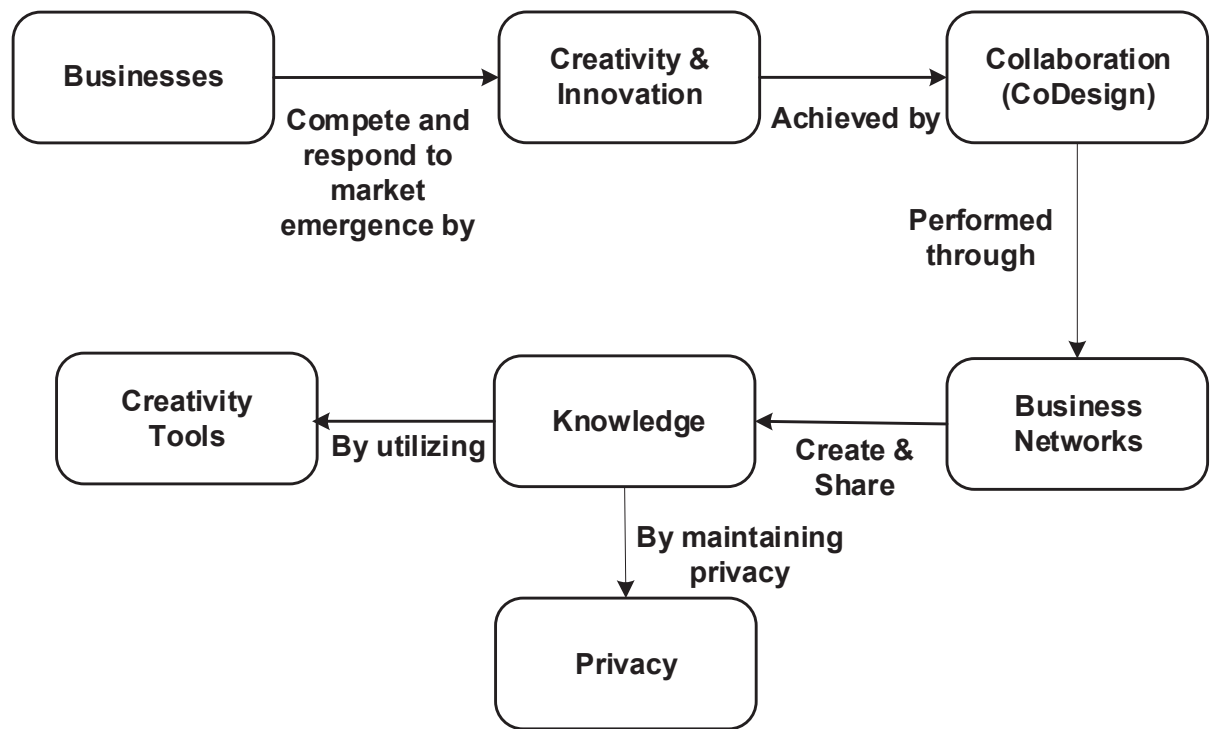 Businesses
Compete and
respond to
market
emergence by
Creativity &
Innovation
Achieved by
Collaboration
(CoDesign)
Performed
through
Business
Networks
Create &
Share
Knowledge
By utilizing
Creativity
Tools
By maintaining
privacy
Privacy